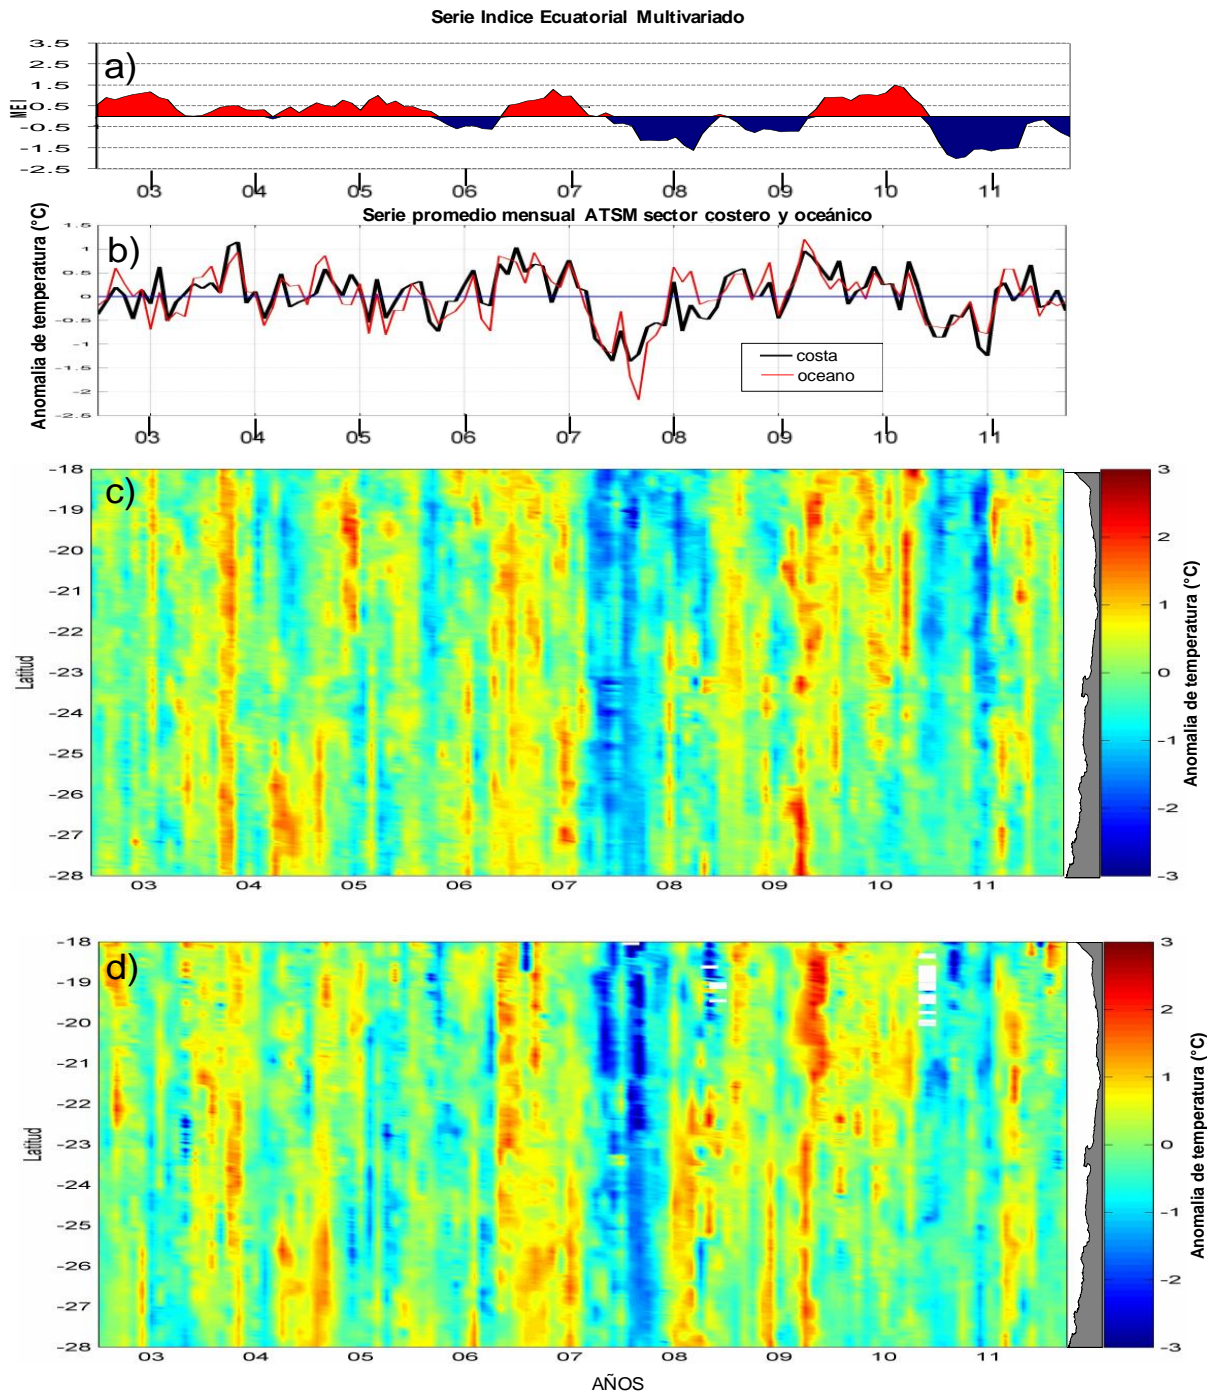 Serie Indice Ecuatorial Multivariado
a)
MEI
3.5
2.5
1.5
0.5
-0.5
-1.5
-2.5
03 04 05 06 07 08 09 10 11
Serie promedio mensual ATSM sector costero y oceánico
b)
Anomalia de temperatura (°C)
1.5
1
0.5
0
-0.5
-1
-1.5
-2
-2.5
costa
oceano
03 04 05 06 07 08 09 10 11
c)
Latitud
-18
-19
-20
-21
-22
-23
-24
-25
-26
-27
-28
03 04 05 06 07 08 09 10 11
3
2
1
0
-1
-2
-3
Anomalia de temperatura (°C)
d)
Latitud
-18
-19
-20
-21
-22
-23
-24
-25
-26
-27
-28
03 04 05 06 07 08 09 10 11
3
2
1
0
-1
-2
-3
Anomalia de temperatura (°C)
AÑOS